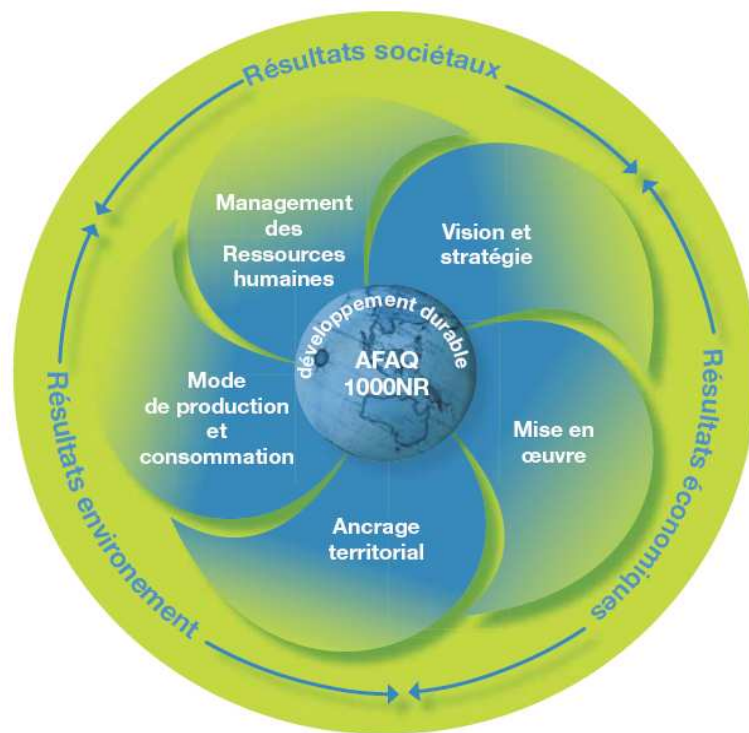 Résultats sociétaux
Management
des
Ressources
humaines
Vision et
stratégie
développement durable
AFAQ
1000NR
Mode
de production
et
consommation
Mise en
œuvre
Ancrage
territorial
Résultats environement
Résultats économiques